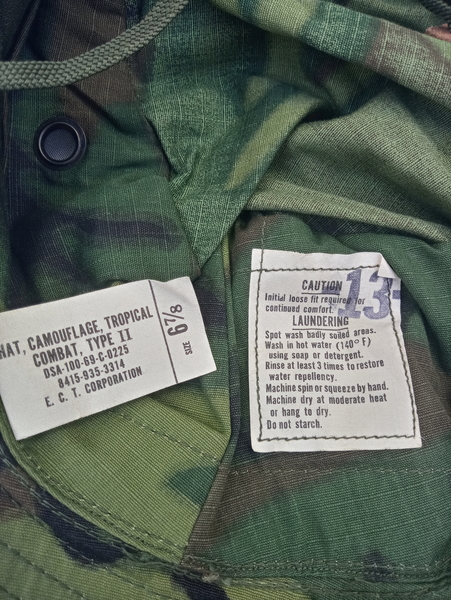 HAT, CAMOUFLAGE, TROPICAL
COMBAT, TYPE II
DSA-100-69-C-0225
8415-935-3314
E. C. T. CORPORATION
SIZE 6 7/8
13
CAUTION
Initial loose fit required for
continued comfort.
LAUNDERING
Spot wash badly soiled areas.
Wash in hot water (140° F)
using soap or detergent.
Rinse at least 3 times to restore
water repellency.
Machine spin or squeeze by hand.
Machine dry at moderate heat
or hang to dry.
Do not starch.